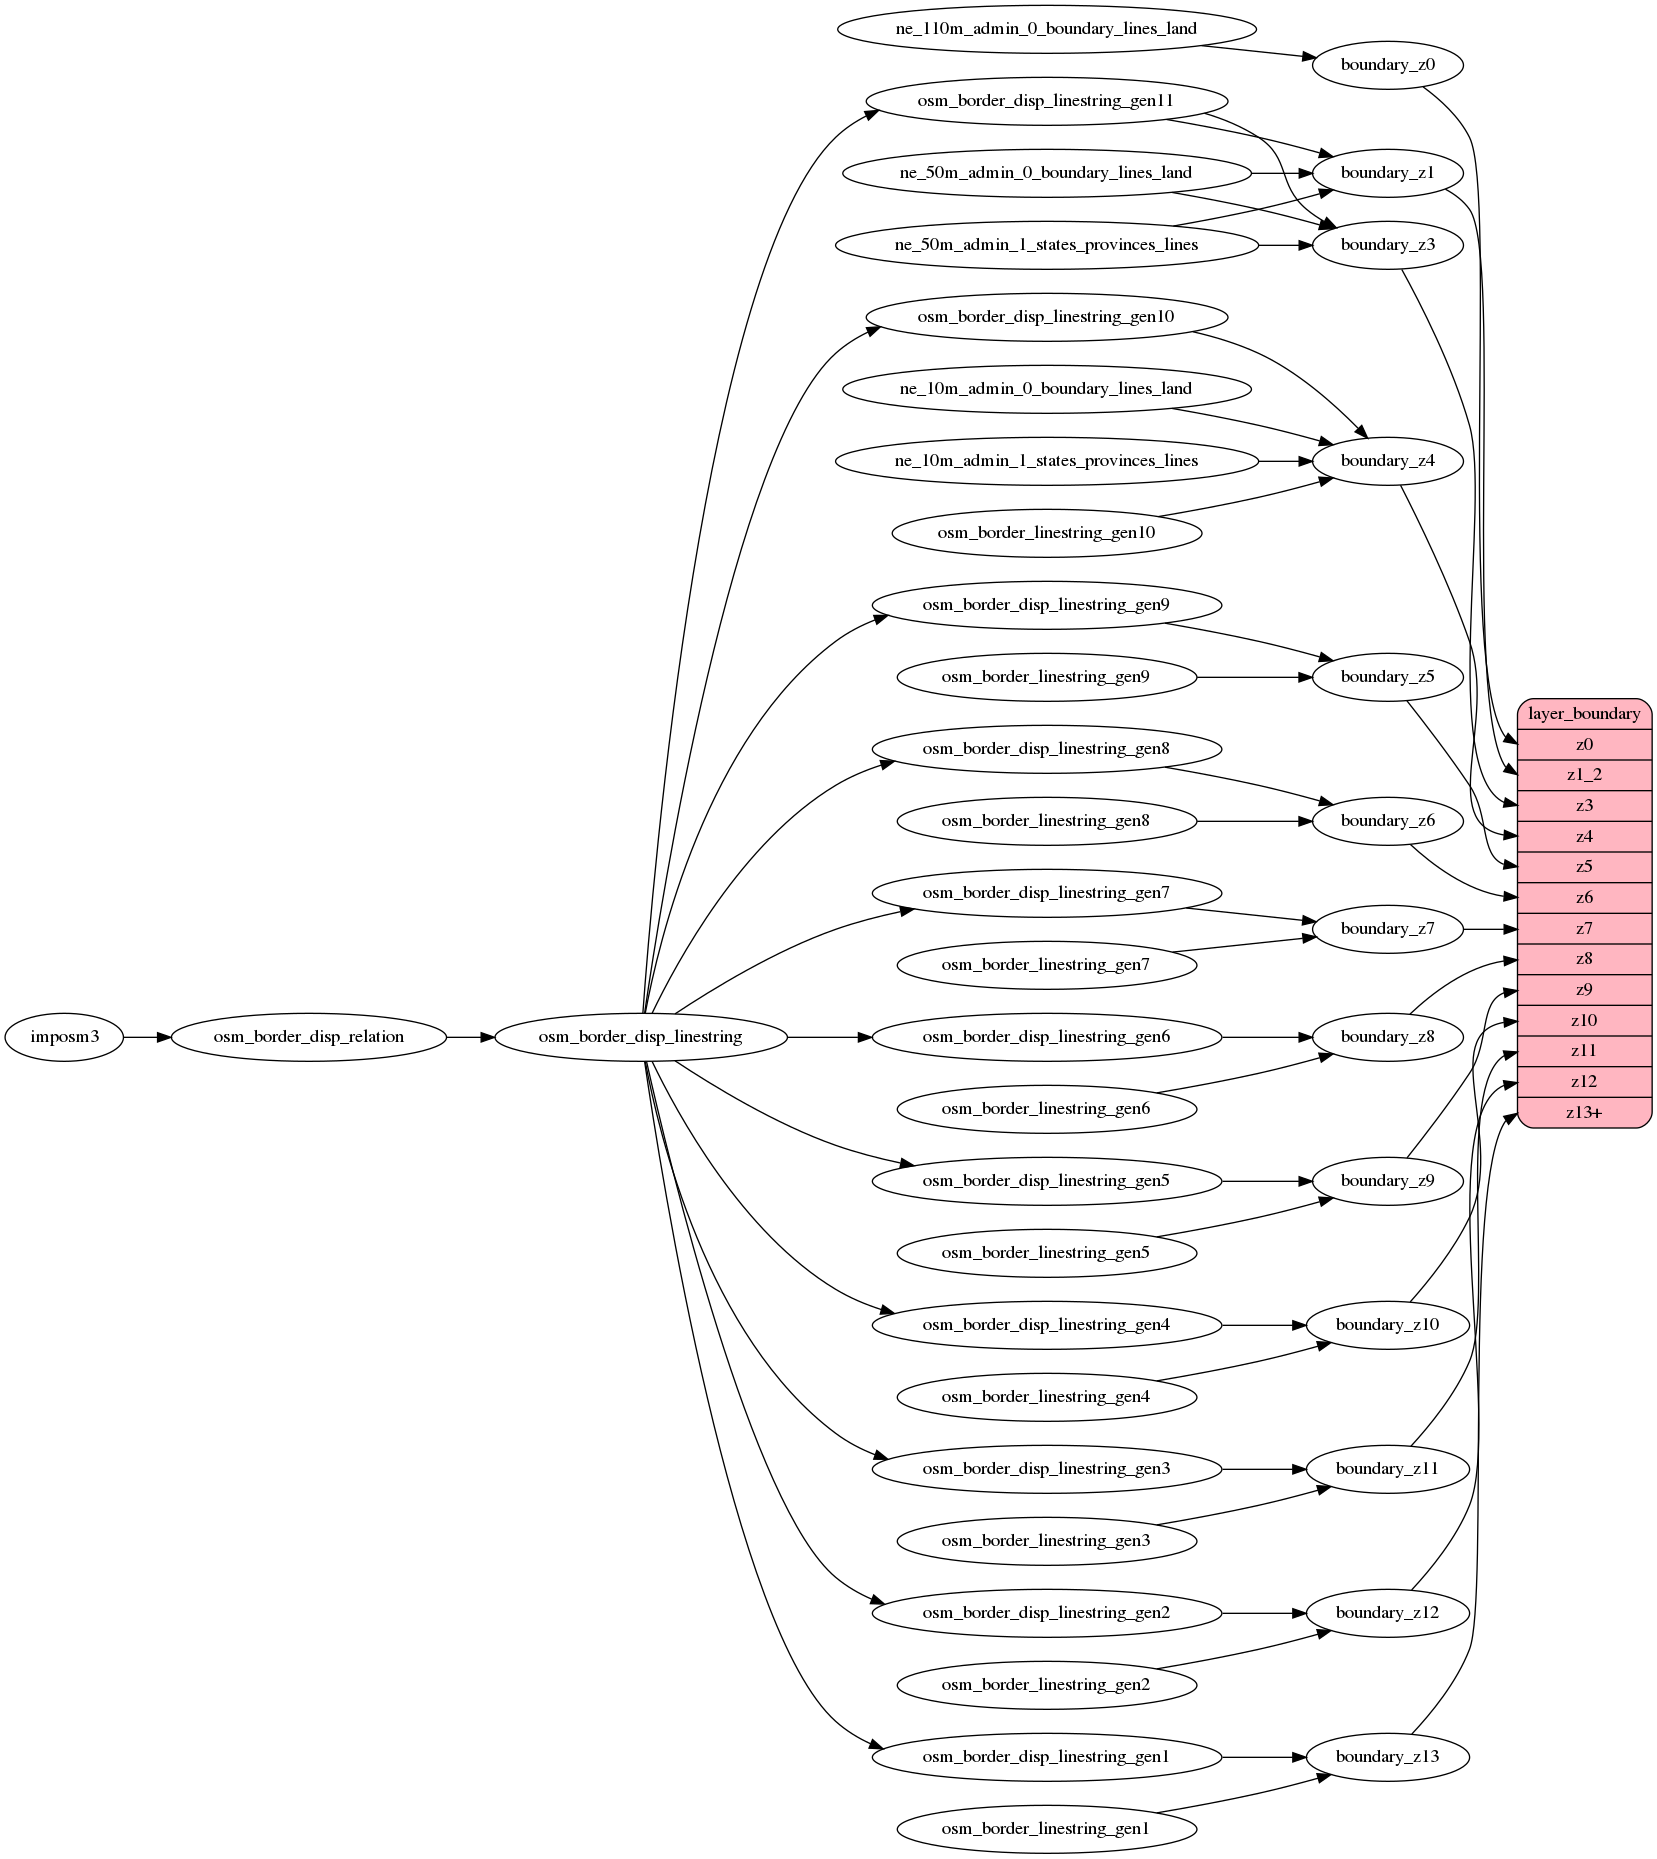 ne_110m_admin_0_boundary_lines_land
boundary_z0
osm_border_disp_linestring_gen11
ne_50m_admin_0_boundary_lines_land
boundary_z1
ne_50m_admin_1_states_provinces_lines
boundary_z3
osm_border_disp_linestring_gen10
ne_10m_admin_0_boundary_lines_land
ne_10m_admin_1_states_provinces_lines
boundary_z4
osm_border_linestring_gen10
osm_border_disp_linestring_gen9
osm_border_linestring_gen9
boundary_z5
osm_border_disp_linestring_gen8
osm_border_linestring_gen8
boundary_z6
osm_border_disp_linestring_gen7
boundary_z7
osm_border_linestring_gen7
imposm3
osm_border_disp_relation
osm_border_disp_linestring
osm_border_disp_linestring_gen6
boundary_z8
osm_border_linestring_gen6
osm_border_disp_linestring_gen5
boundary_z9
osm_border_linestring_gen5
osm_border_disp_linestring_gen4
boundary_z10
osm_border_linestring_gen4
osm_border_disp_linestring_gen3
boundary_z11
osm_border_linestring_gen3
osm_border_disp_linestring_gen2
boundary_z12
osm_border_linestring_gen2
osm_border_disp_linestring_gen1
boundary_z13
osm_border_linestring_gen1
layer_boundary
z0
z1_2
z3
z4
z5
z6
z7
z8
z9
z10
z11
z12
z13+